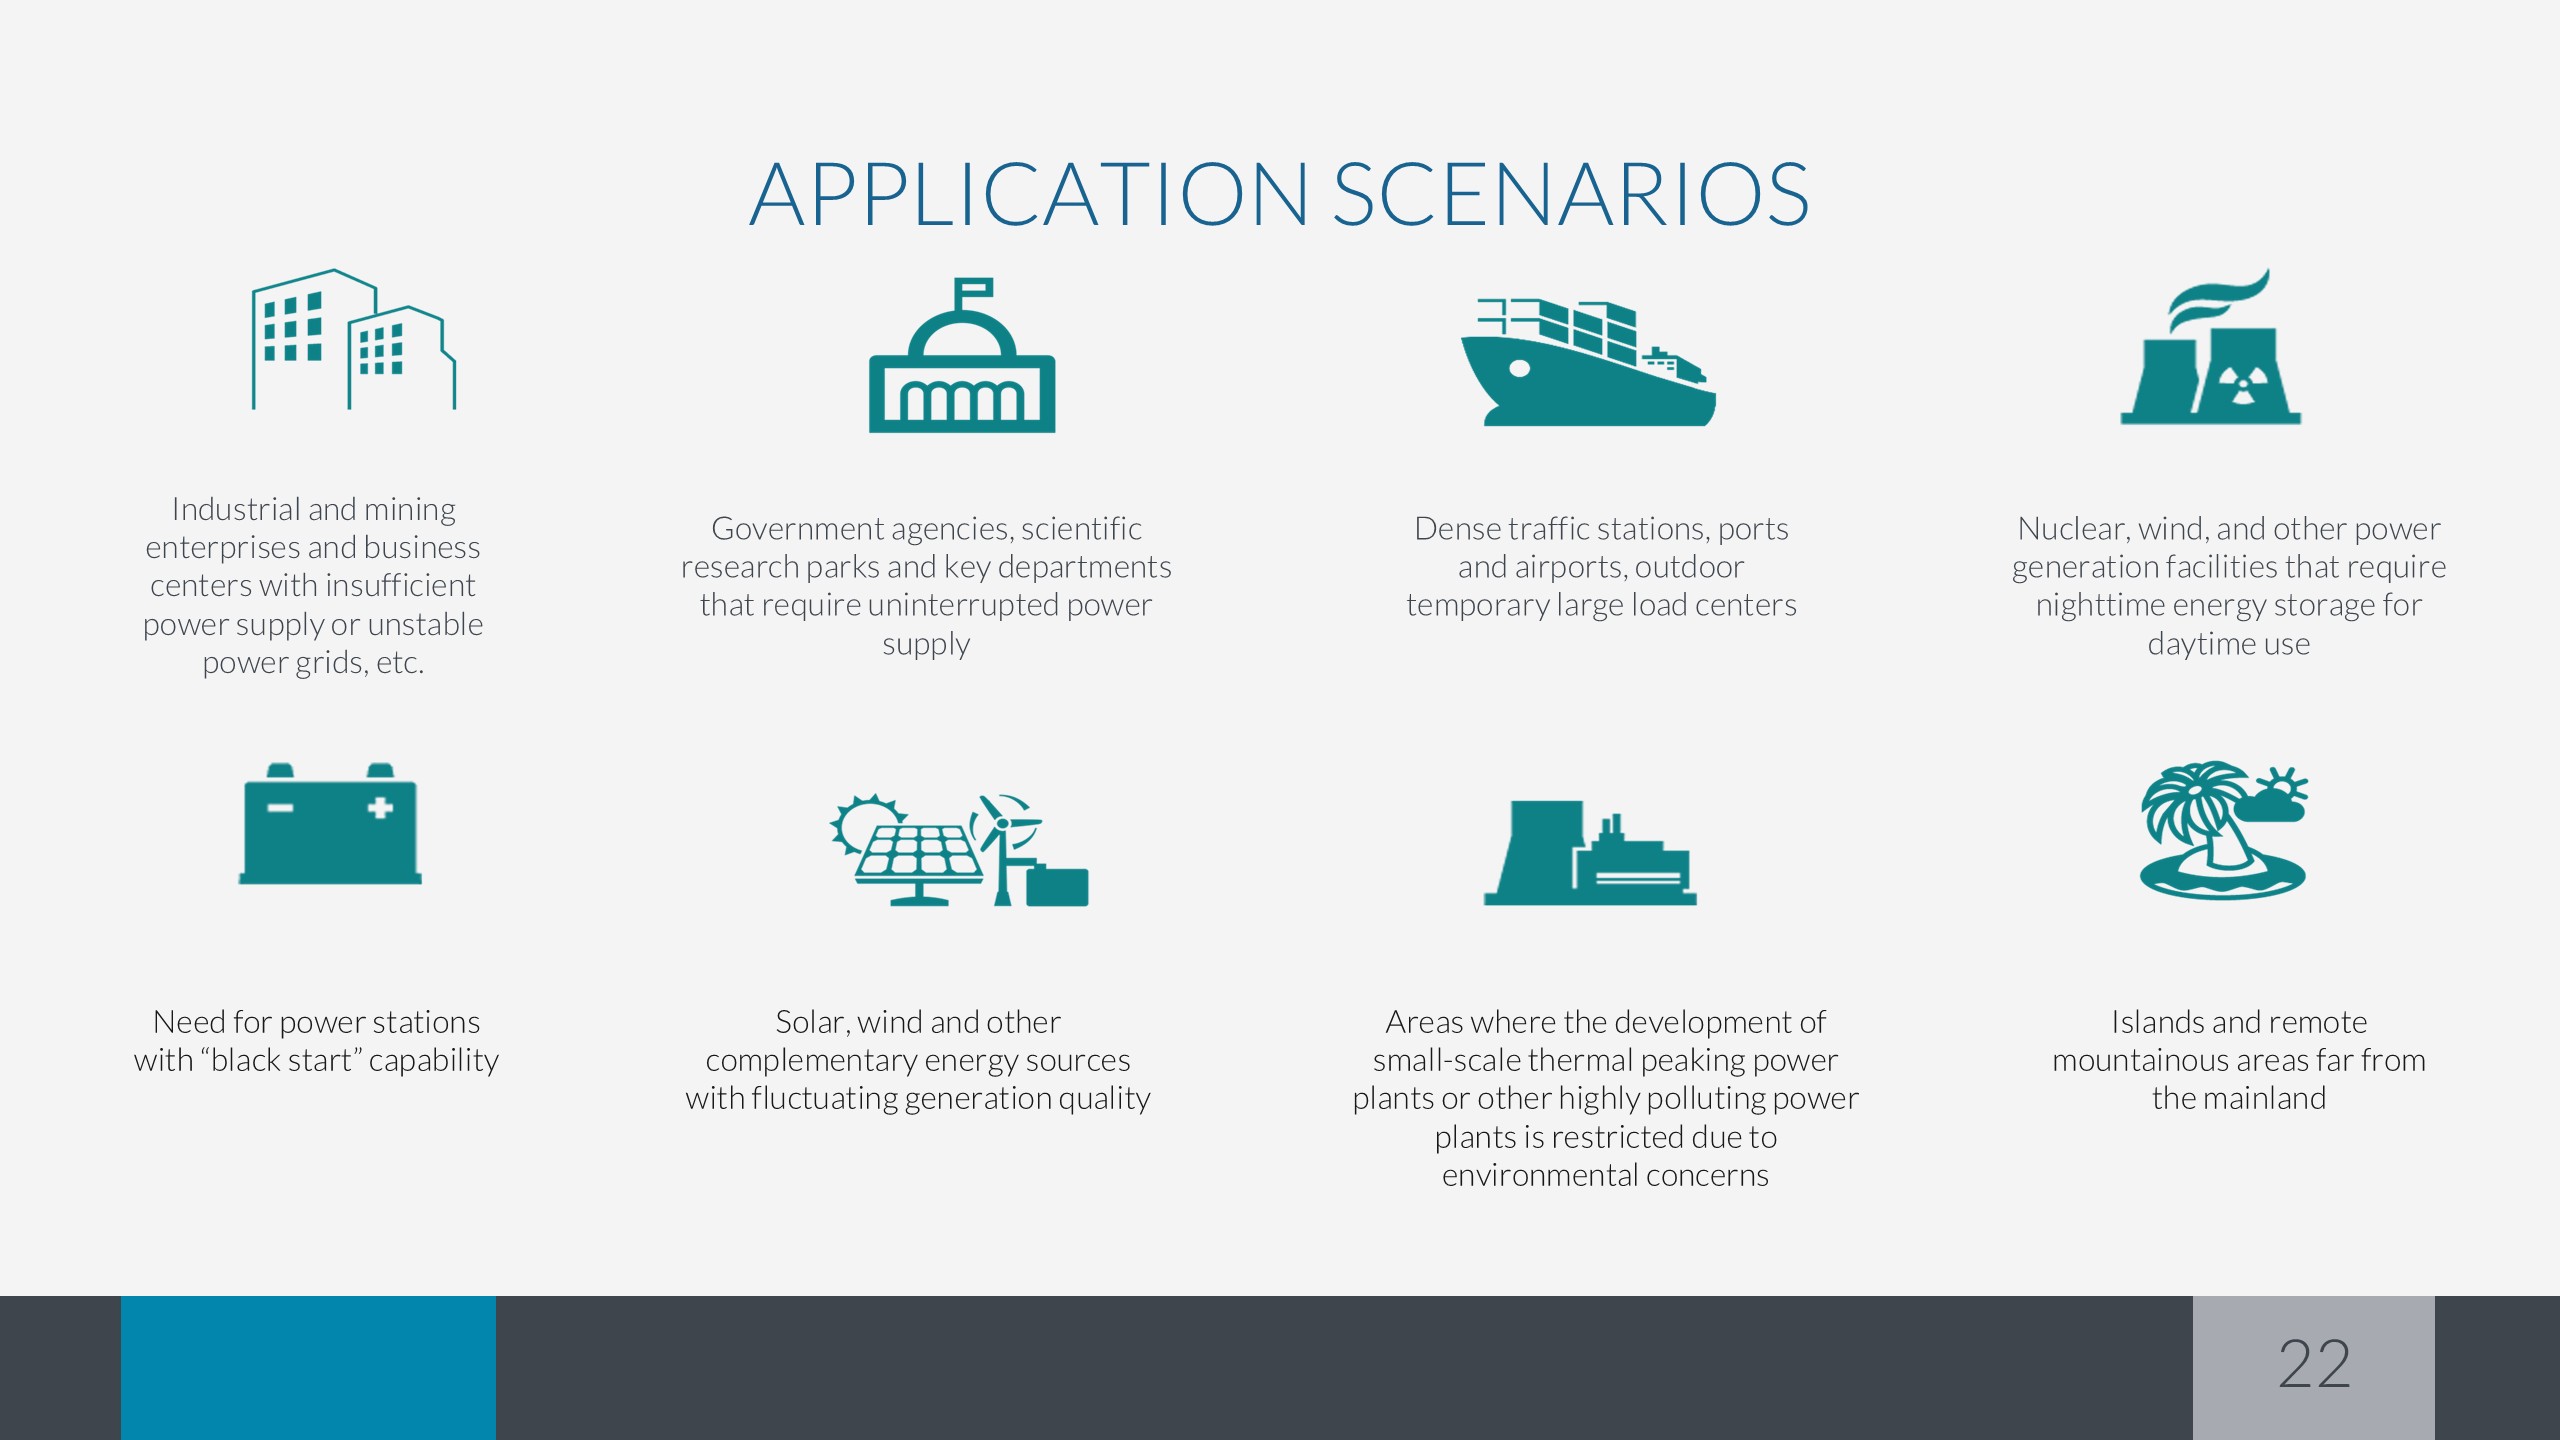 APPLICATION SCENARIOS
Industrial and mining
enterprises and business
centers with insufficient
power supply or unstable
power grids, etc.
Government agencies, scientific
research parks and key departments
that require uninterrupted power
supply
Dense traffic stations, ports
and airports, outdoor
temporary large load centers
Nuclear, wind, and other power
generation facilities that require
nighttime energy storage for
daytime use
Need for power stations
with “black start” capability
Solar, wind and other
complementary energy sources
with fluctuating generation quality
Areas where the development of
small-scale thermal peaking power
plants or other highly polluting power
plants is restricted due to
environmental concerns
Islands and remote
mountainous areas far from
the mainland
22